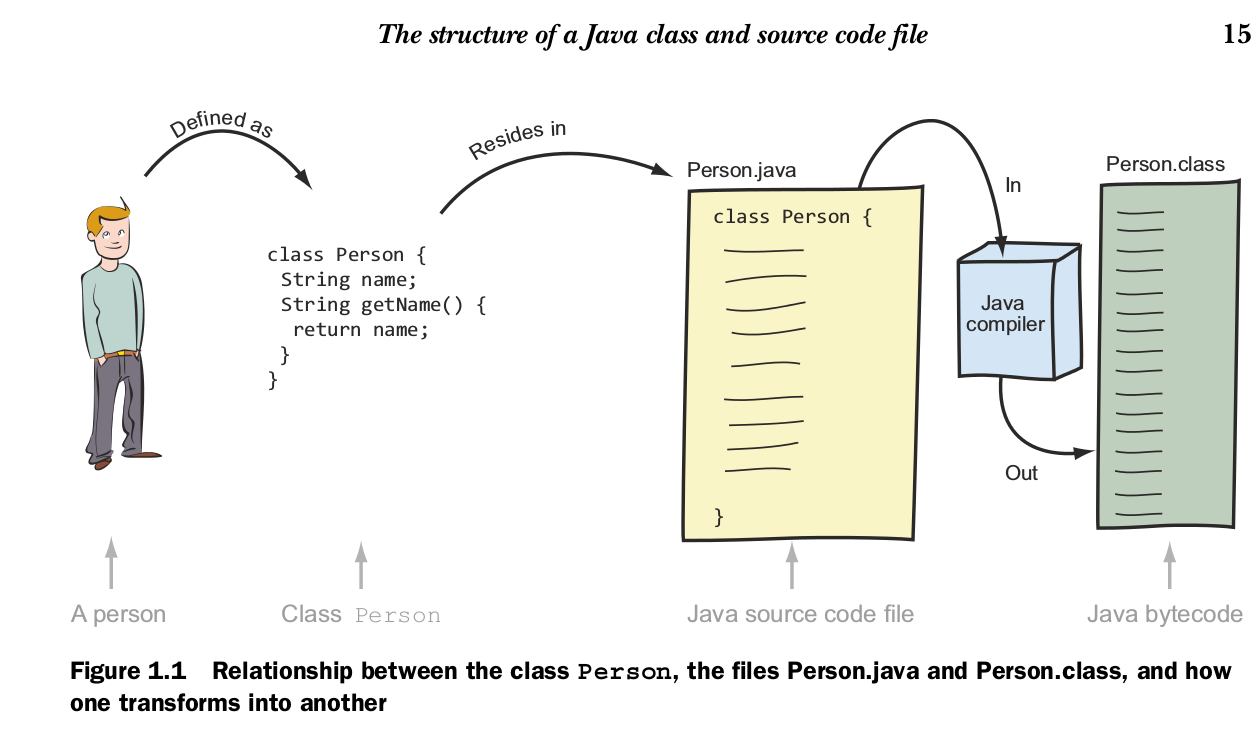 The structure of a Java class and source code file 15
Defined as
Resides in
Person.java
Person.class
In
class Person {
class Person {
String name;
String getName() {
return name;
}
}
Java
compiler
Out
}
A person
Class Person
Java source code file
Java bytecode
Figure 1.1 Relationship between the class Person, the files Person.java and Person.class, and how
one transforms into another